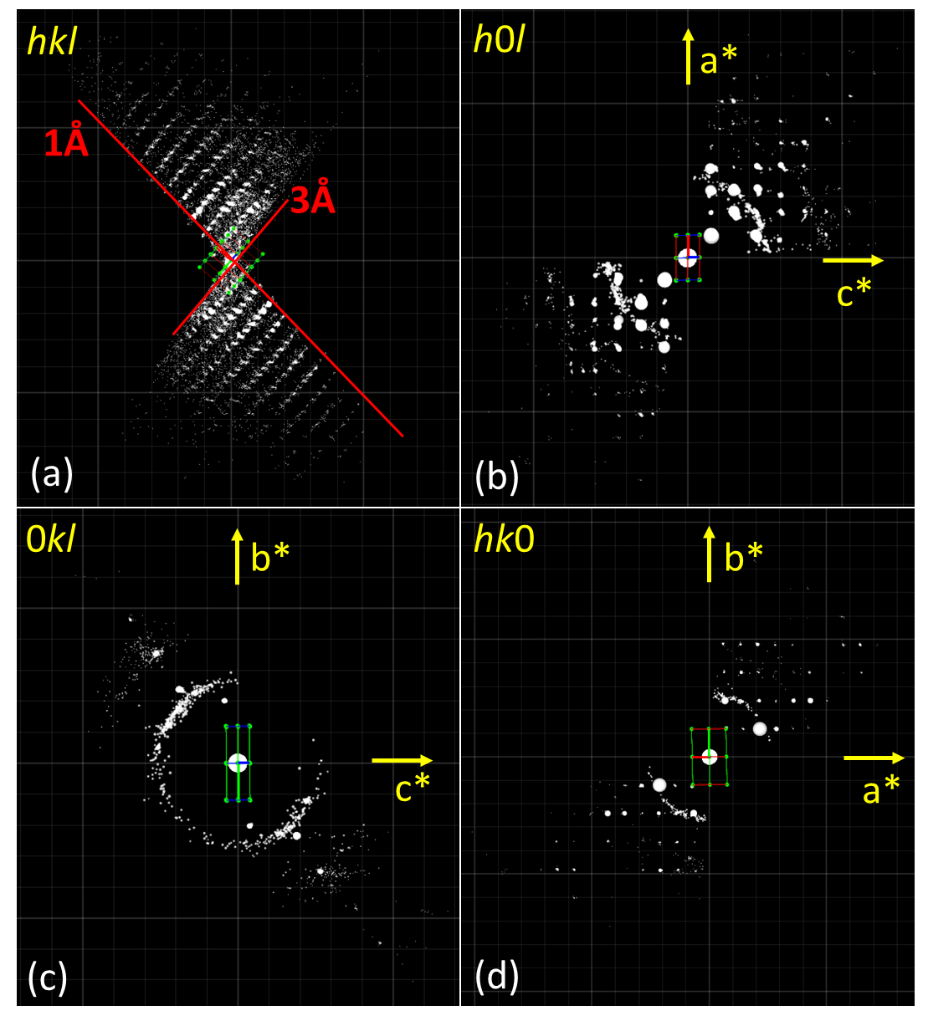 hkl
1Å
3Å
(a)
h0l
a*
c*
(b)
0kl
b*
c*
(c)
hk0
b*
a*
(d)